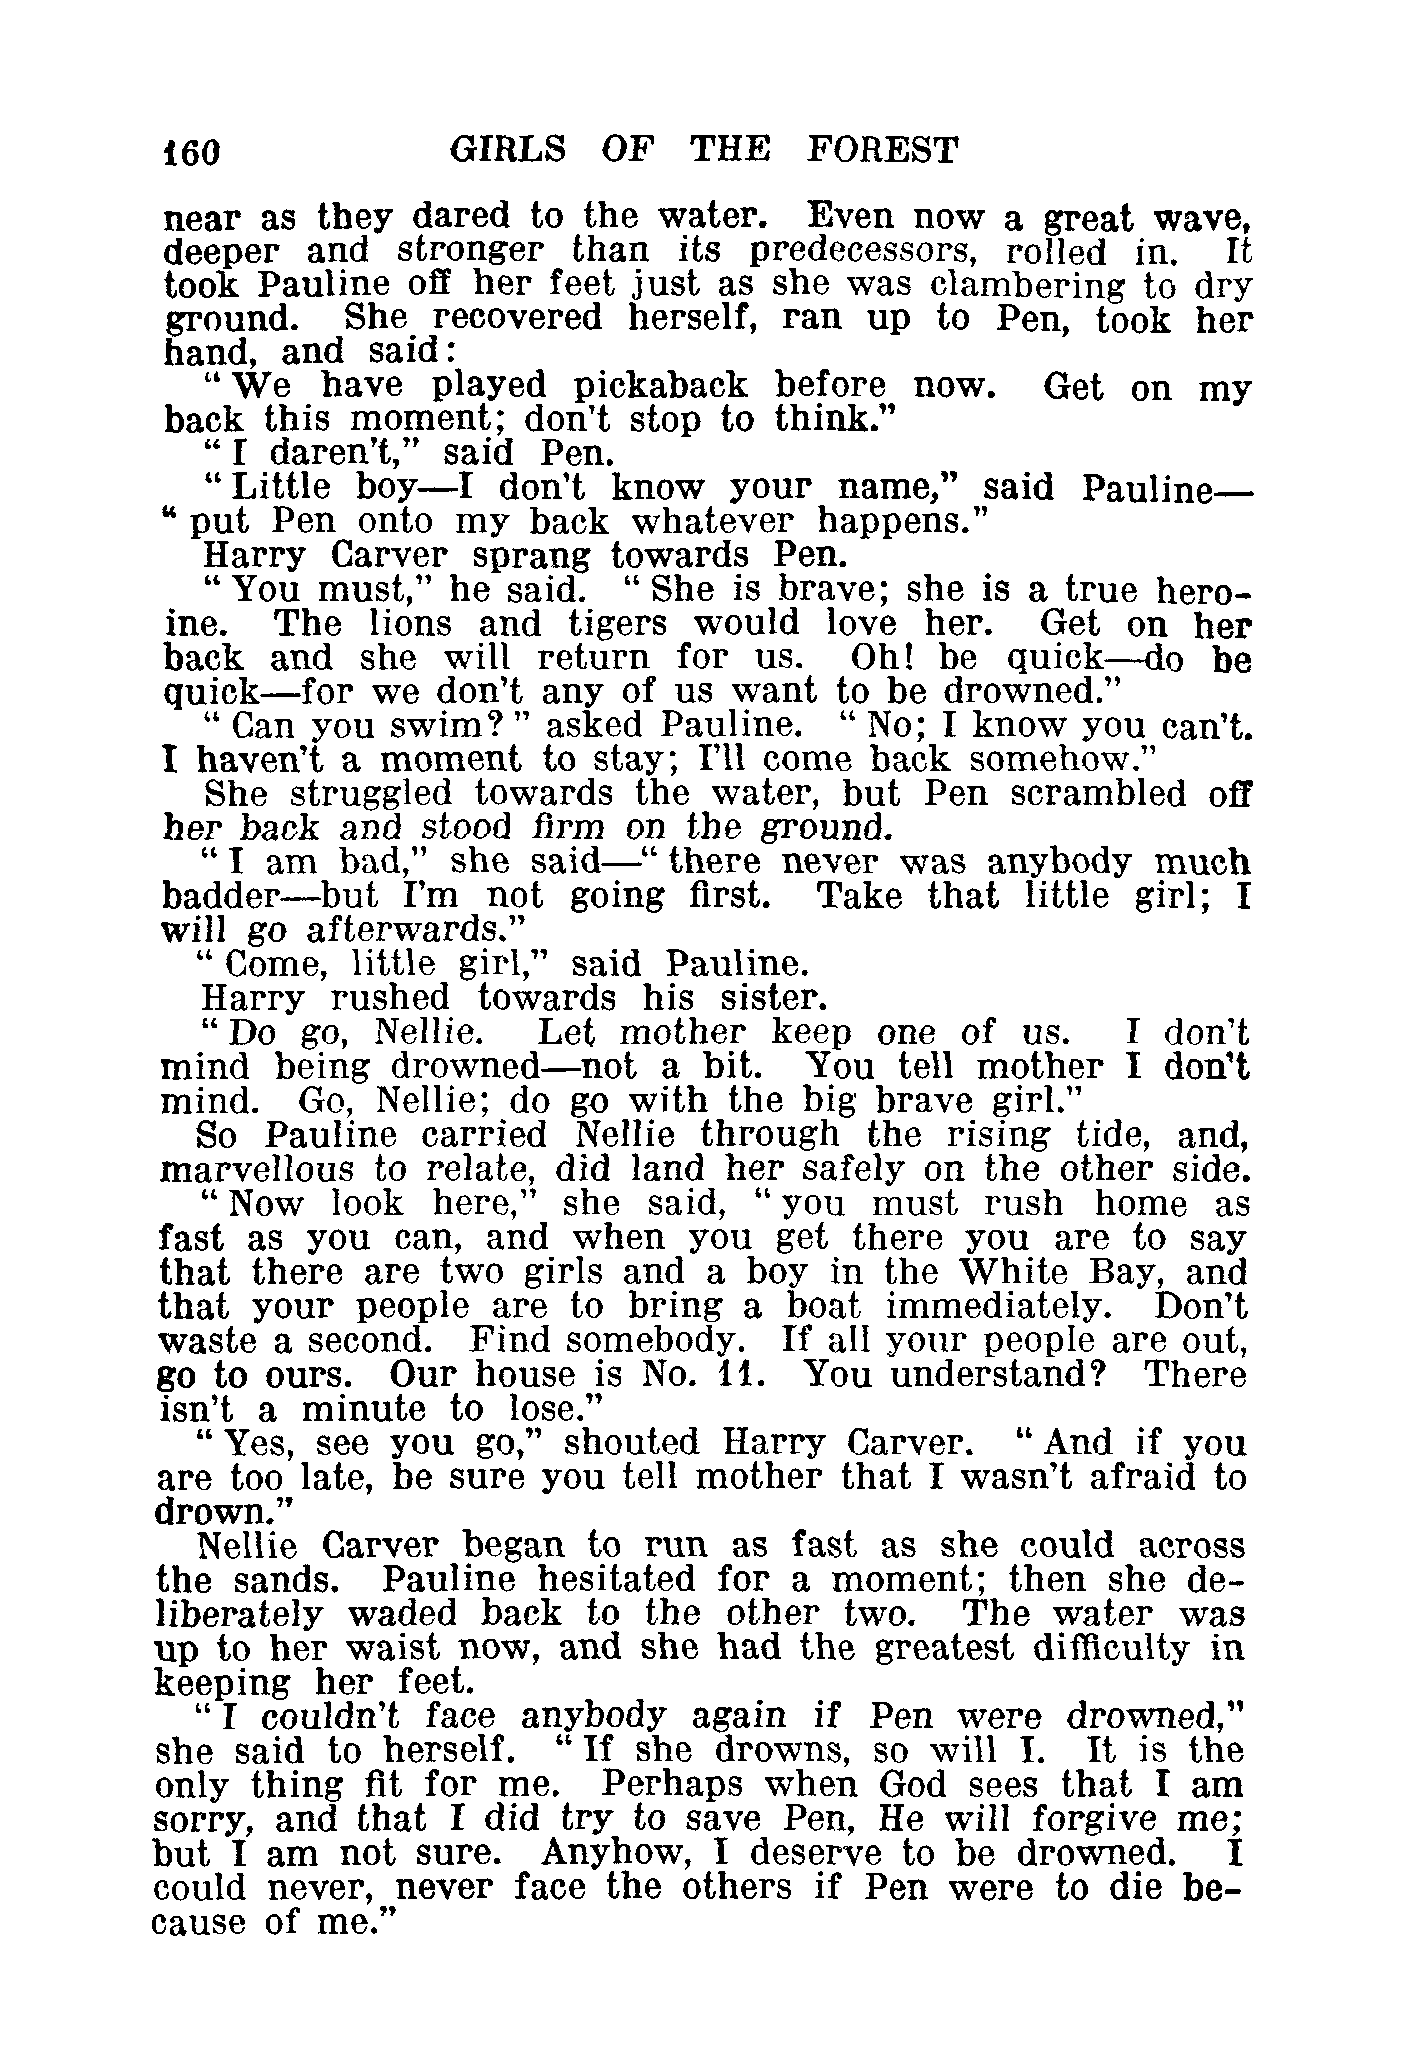 160 GIRLS OF THE FOREST
near as they dared to the water. Even now a great wave,
deeper and stronger than its predecessors, rolled in. It
took Pauline off her feet just as she was clambering to dry
ground. She recovered herself, ran up to Pen, took her
hand, and said:
“We have played pickaback before now. Get on my
back this moment; don't stop to think.”
“I daren't,” said Pen.
“Little boy—I don't know your name,” said Pauline—
“put Pen onto my back whatever happens.”
Harry Carver sprang towards Pen.
“You must,” he said. “She is brave; she is a true hero-
ine. The lions and tigers would love her. Get on her
back and she will return for us. Oh! be quick—do be
quick—for we don't any of us want to be drowned.”
“Can you swim?” asked Pauline. “No; I know you can't.
I haven't a moment to stay; I'll come back somehow.”
She struggled towards the water, but Pen scrambled off
her back and stood firm on the ground.
“I am bad,” she said—“there never was anybody much
badder—but I'm not going first. Take that little girl; I
will go afterwards.”
“Come, little girl,” said Pauline.
Harry rushed towards his sister.
“Do go, Nellie. Let mother keep one of us. I don't
mind being drowned—not a bit. You tell mother I don't
mind. Go, Nellie; do go with the big brave girl.”
So Pauline carried Nellie through the rising tide, and,
marvellous to relate, did land her safely on the other side.
“Now look here,” she said, “you must rush home as
fast as you can, and when you get there you are to say
that there are two girls and a boy in the White Bay, and
that your people are to bring a boat immediately. Don't
waste a second. Find somebody. If all your people are out,
go to ours. Our house is No. 11. You understand? There
isn't a minute to lose.”
“Yes, see you go,” shouted Harry Carver. “And if you
are too late, be sure you tell mother that I wasn't afraid to
drown.”
Nellie Carver began to run as fast as she could across
the sands. Pauline hesitated for a moment; then she de-
liberately waded back to the other two. The water was
up to her waist now, and she had the greatest difficulty in
keeping her feet.
“I couldn't face anybody again if Pen were drowned,”
she said to herself. “If she drowns, so will I. It is the
only thing fit for me. Perhaps when God sees that I am
sorry, and that I did try to save Pen, He will forgive me;
but I am not sure. Anyhow, I deserve to be drowned. I
could never, never face the others if Pen were to die be-
cause of me.”